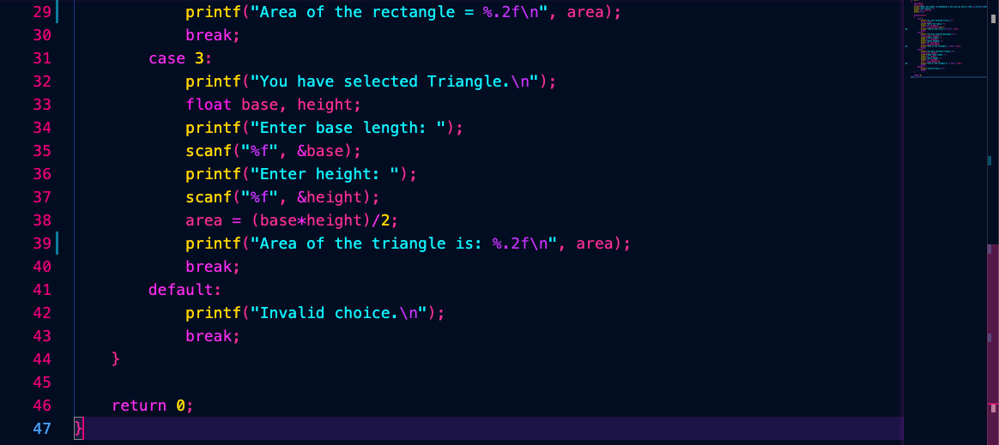 29 printf("Area of the rectangle = %.2f\n", area);
30 break;
31 case 3:
32 printf("You have selected Triangle.\n");
33 float base, height;
34 printf("Enter base length: ");
35 scanf("%f", &base);
36 printf("Enter height: ");
37 scanf("%f", &height);
38 area = (base*height)/2;
39 printf("Area of the triangle is: %.2f\n", area);
40 break;
41 default:
42 printf("Invalid choice.\n");
43 break;
44 }
45
46 return 0;
47 }